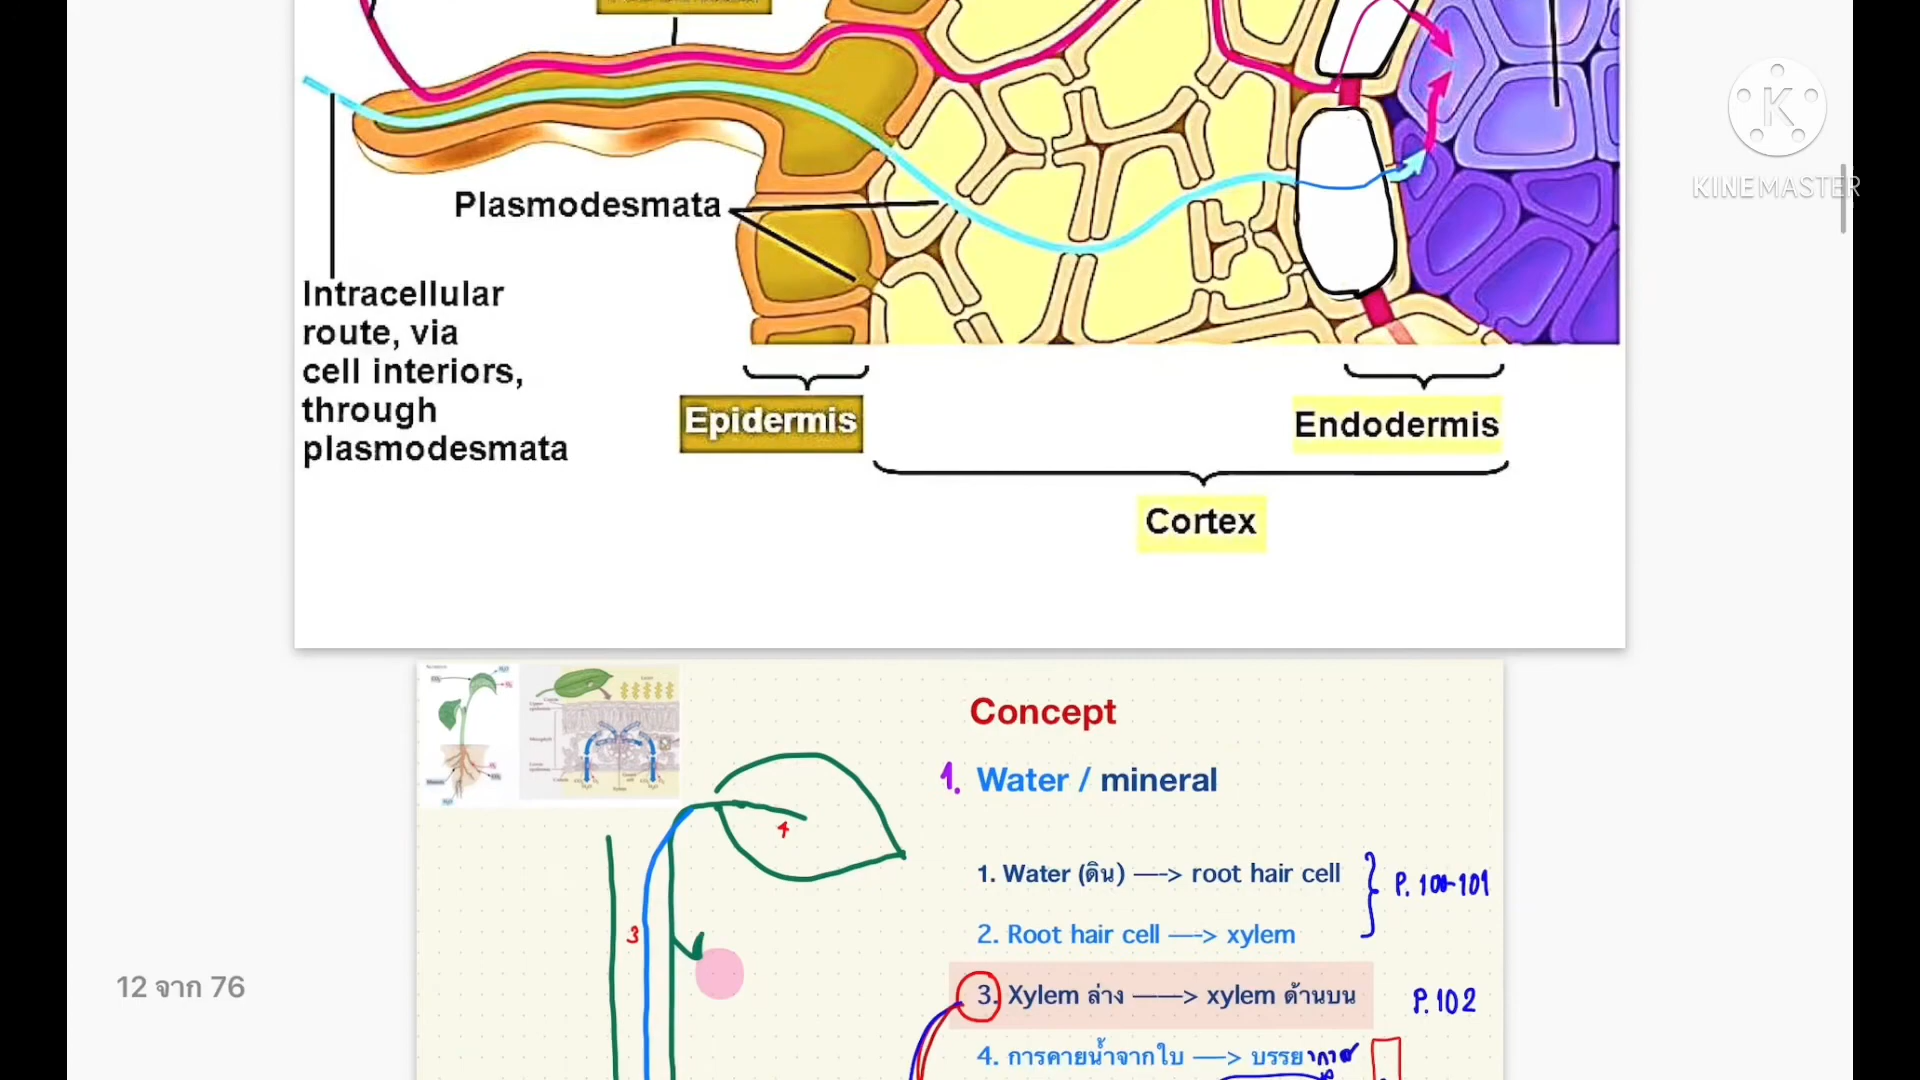 KINEMASTER
Plasmodesmata
Intracellular
route, via
cell interiors,
through
plasmodesmata
Epidermis
Endodermis
Cortex
Concept
1. Water / mineral
4
1. Water (ดิน) —-> root hair cell
P. 100-101
2. Root hair cell —-> xylem
3
3. Xylem ล่าง ——> xylem ด้านบน
P.102
4. การคายน้ำจากใบ —-> บรรยากาศ
12 จาก 76